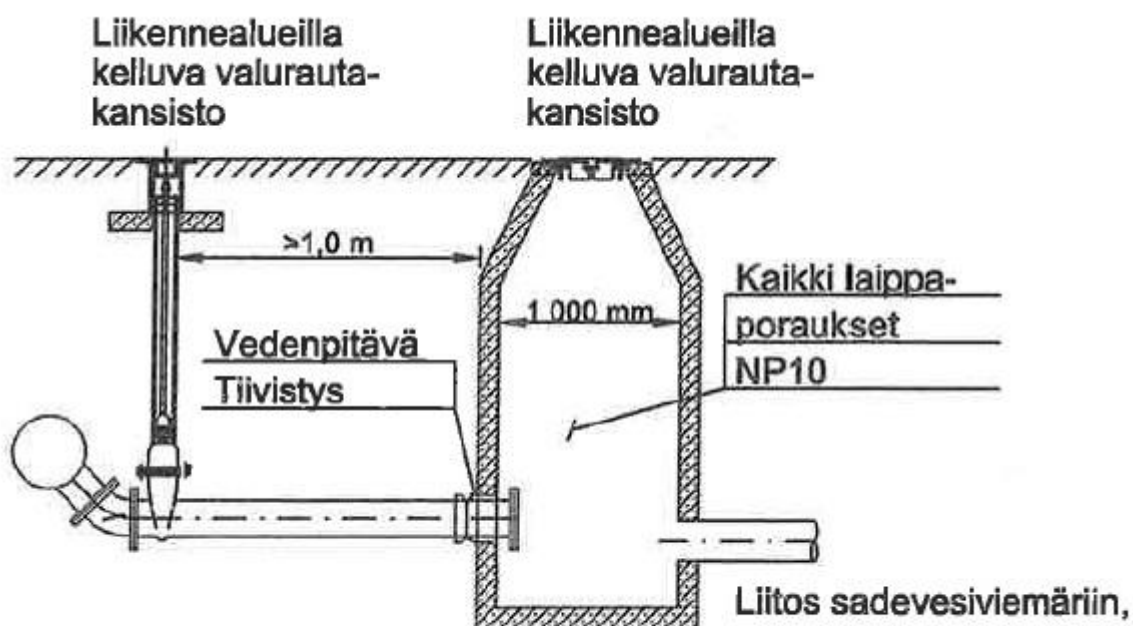 Liikennealueilla
kelluva valurauta-
kansisto
Liikennealueilla
kelluva valurauta-
kansisto
>1,0 m
1 000 mm
Kaikki laippa-
poraukset
NP10
Vedenpitävä
Tiivistys
Liitos sadevesiviemäriin,